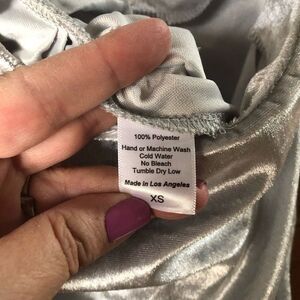 100% Polyester
Hand or Machine Wash
Cold Water
No Bleach
Tumble Dry Low
Made in Los Angeles
XS